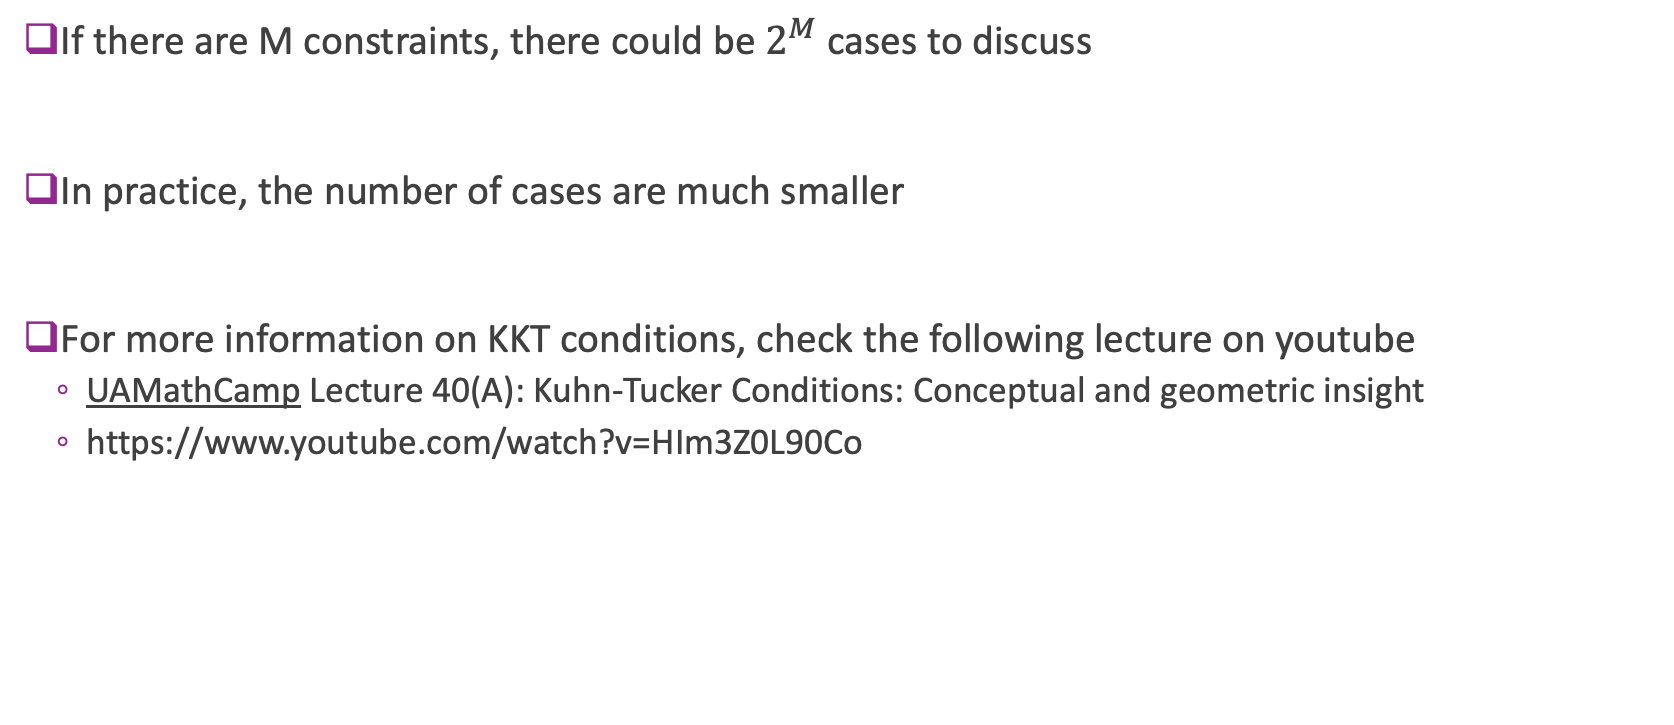 If there are M constraints, there could be 2^M cases to discuss
In practice, the number of cases are much smaller
For more information on KKT conditions, check the following lecture on youtube
UAMathCamp Lecture 40(A): Kuhn-Tucker Conditions: Conceptual and geometric insight
https://www.youtube.com/watch?v=HIm3Z0L90Co